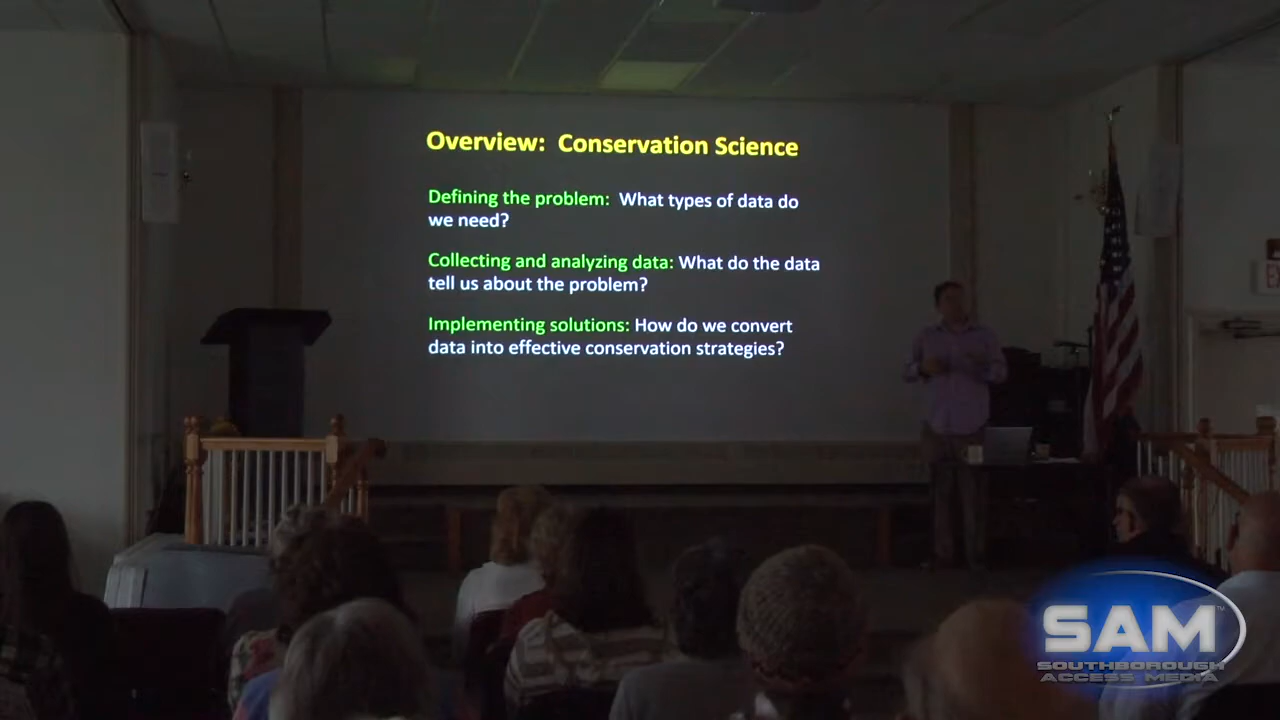 Overview:  Conservation Science
Defining the problem:  What types of data do
we need?
Collecting and analyzing data: What do the data
tell us about the problem?
Implementing solutions: How do we convert
data into effective conservation strategies?
SAM™
SOUTHBOROUGH
ACCESS MEDIA